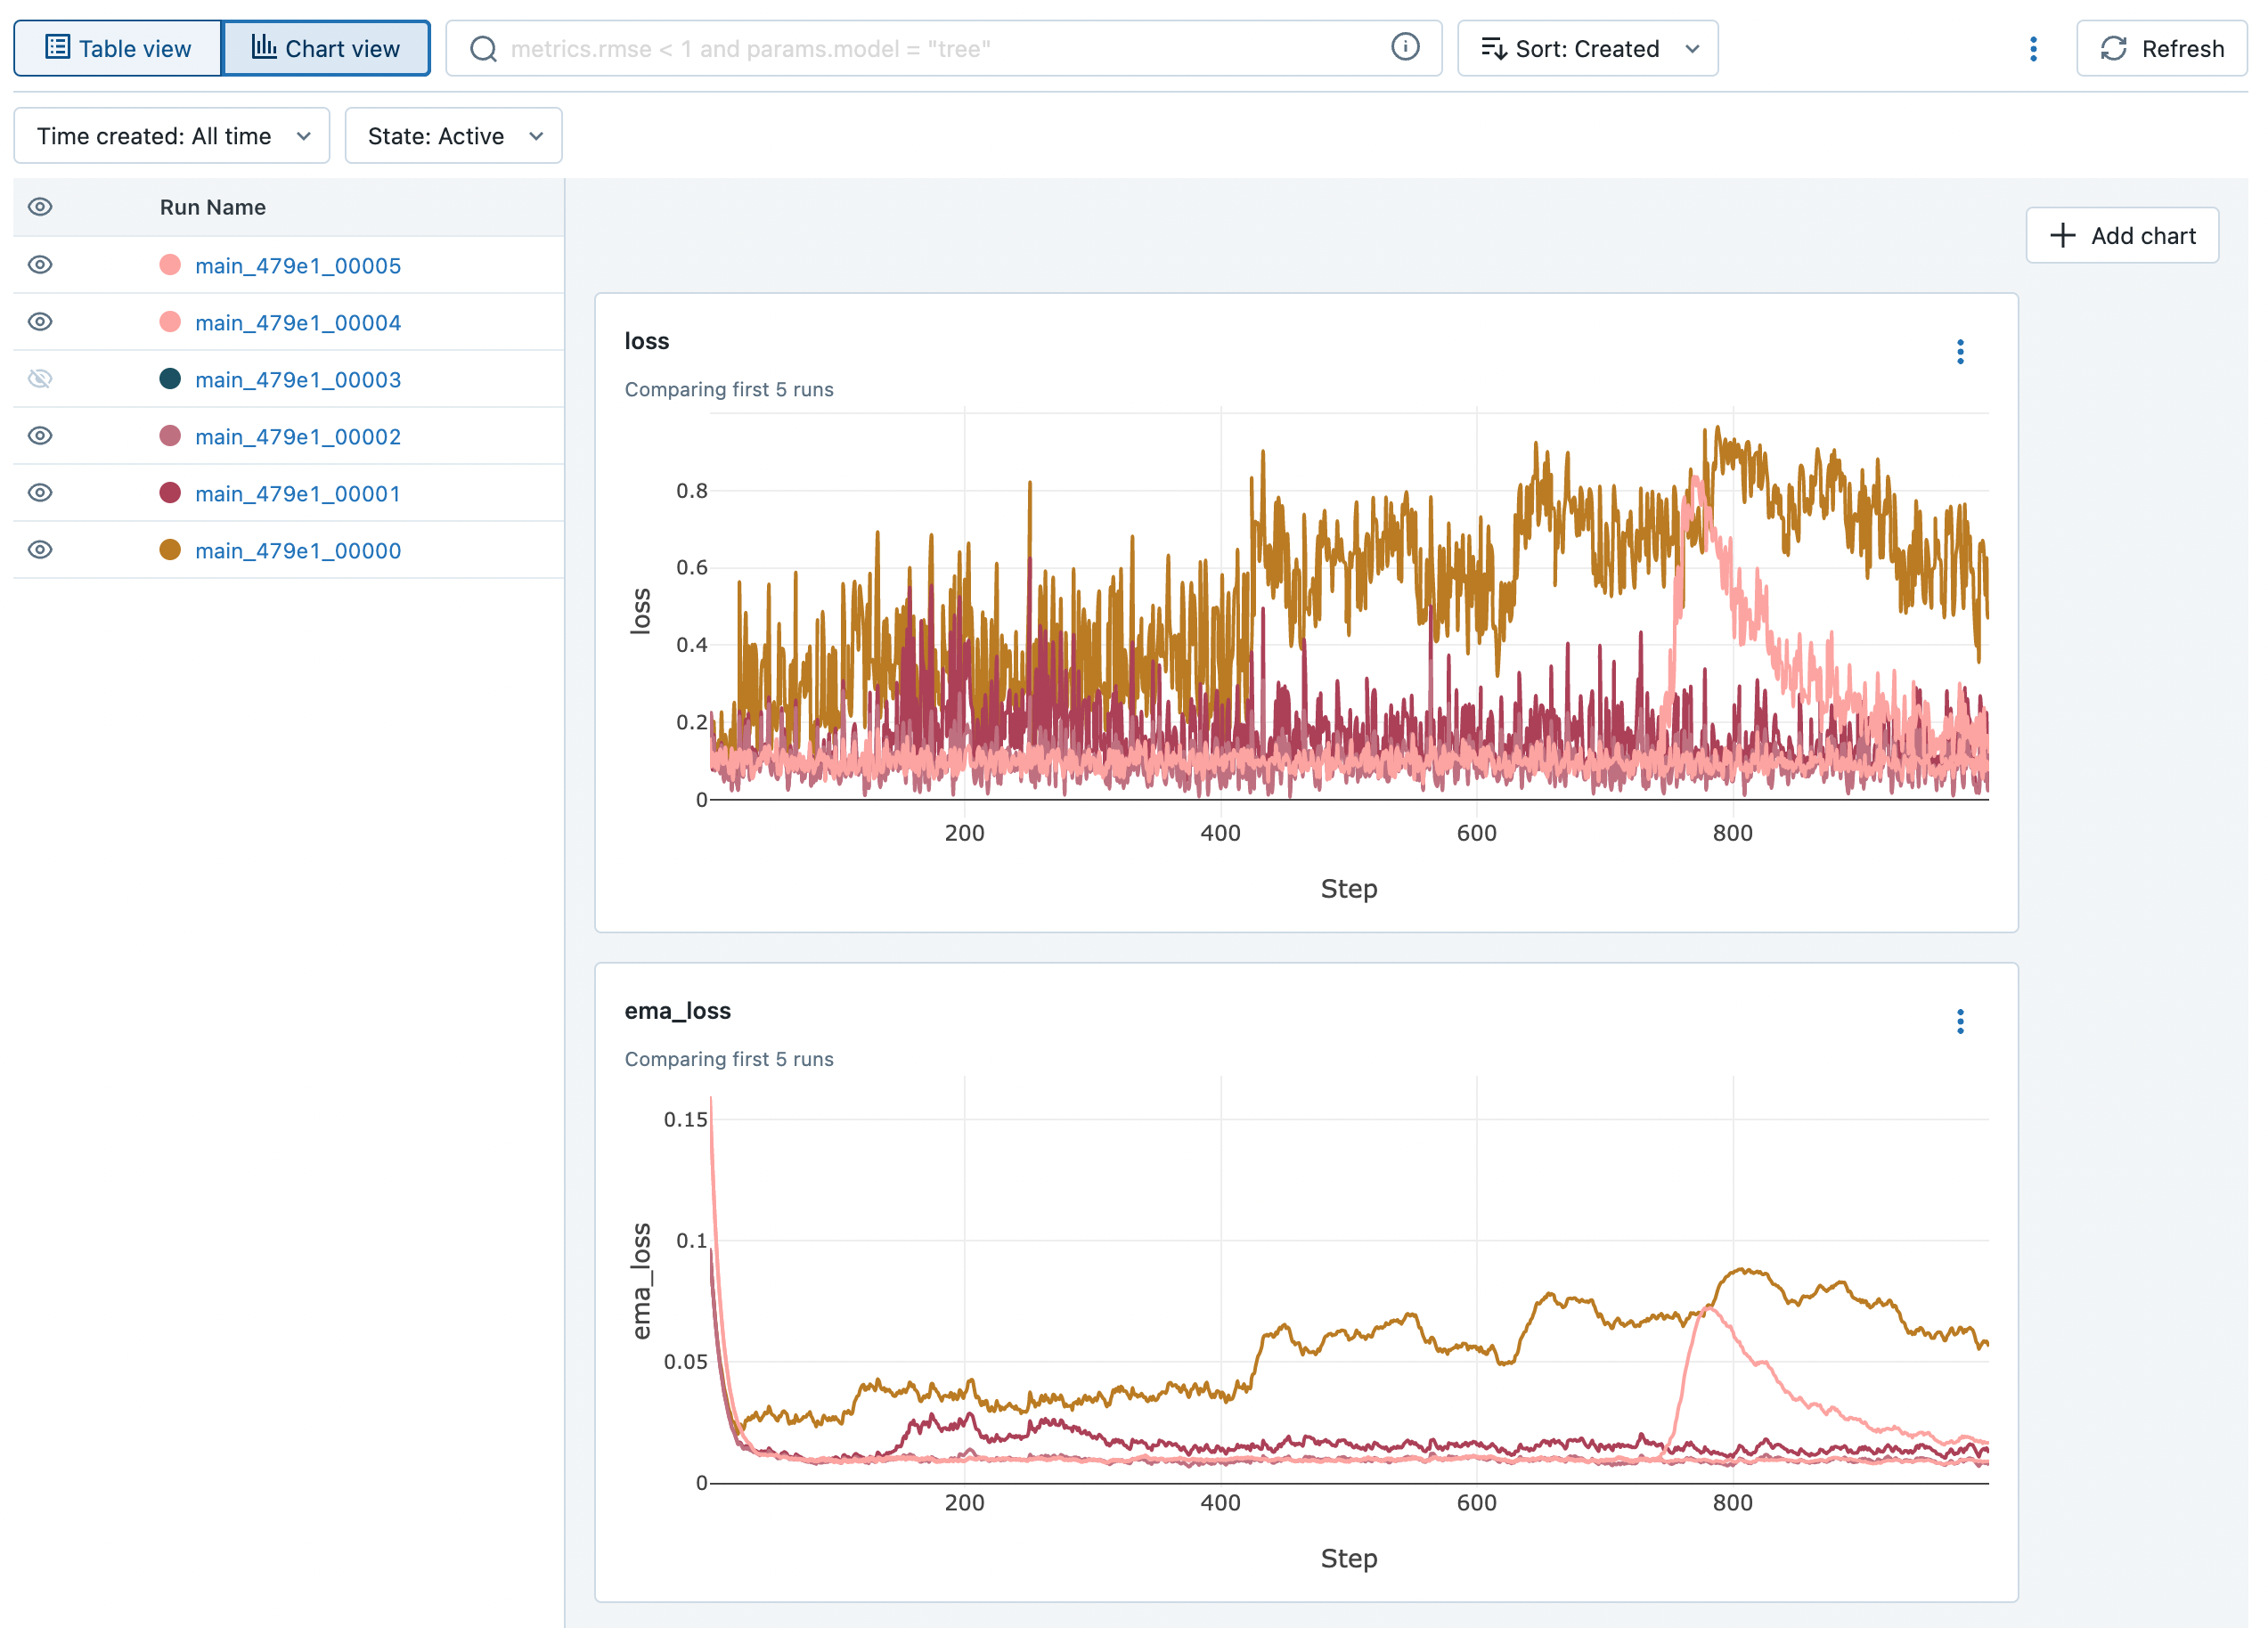 Table view
Chart view
metrics.rmse < 1 and params.model = "tree"
Sort: Created
Refresh
Time created: All time
State: Active
Run Name
main_479e1_00005
main_479e1_00004
main_479e1_00003
main_479e1_00002
main_479e1_00001
main_479e1_00000
Add chart
loss
Comparing first 5 runs
0.8
0.6
0.4
0.2
0
loss
200
400
600
800
Step
ema_loss
Comparing first 5 runs
0.15
0.1
0.05
0
ema_loss
200
400
600
800
Step